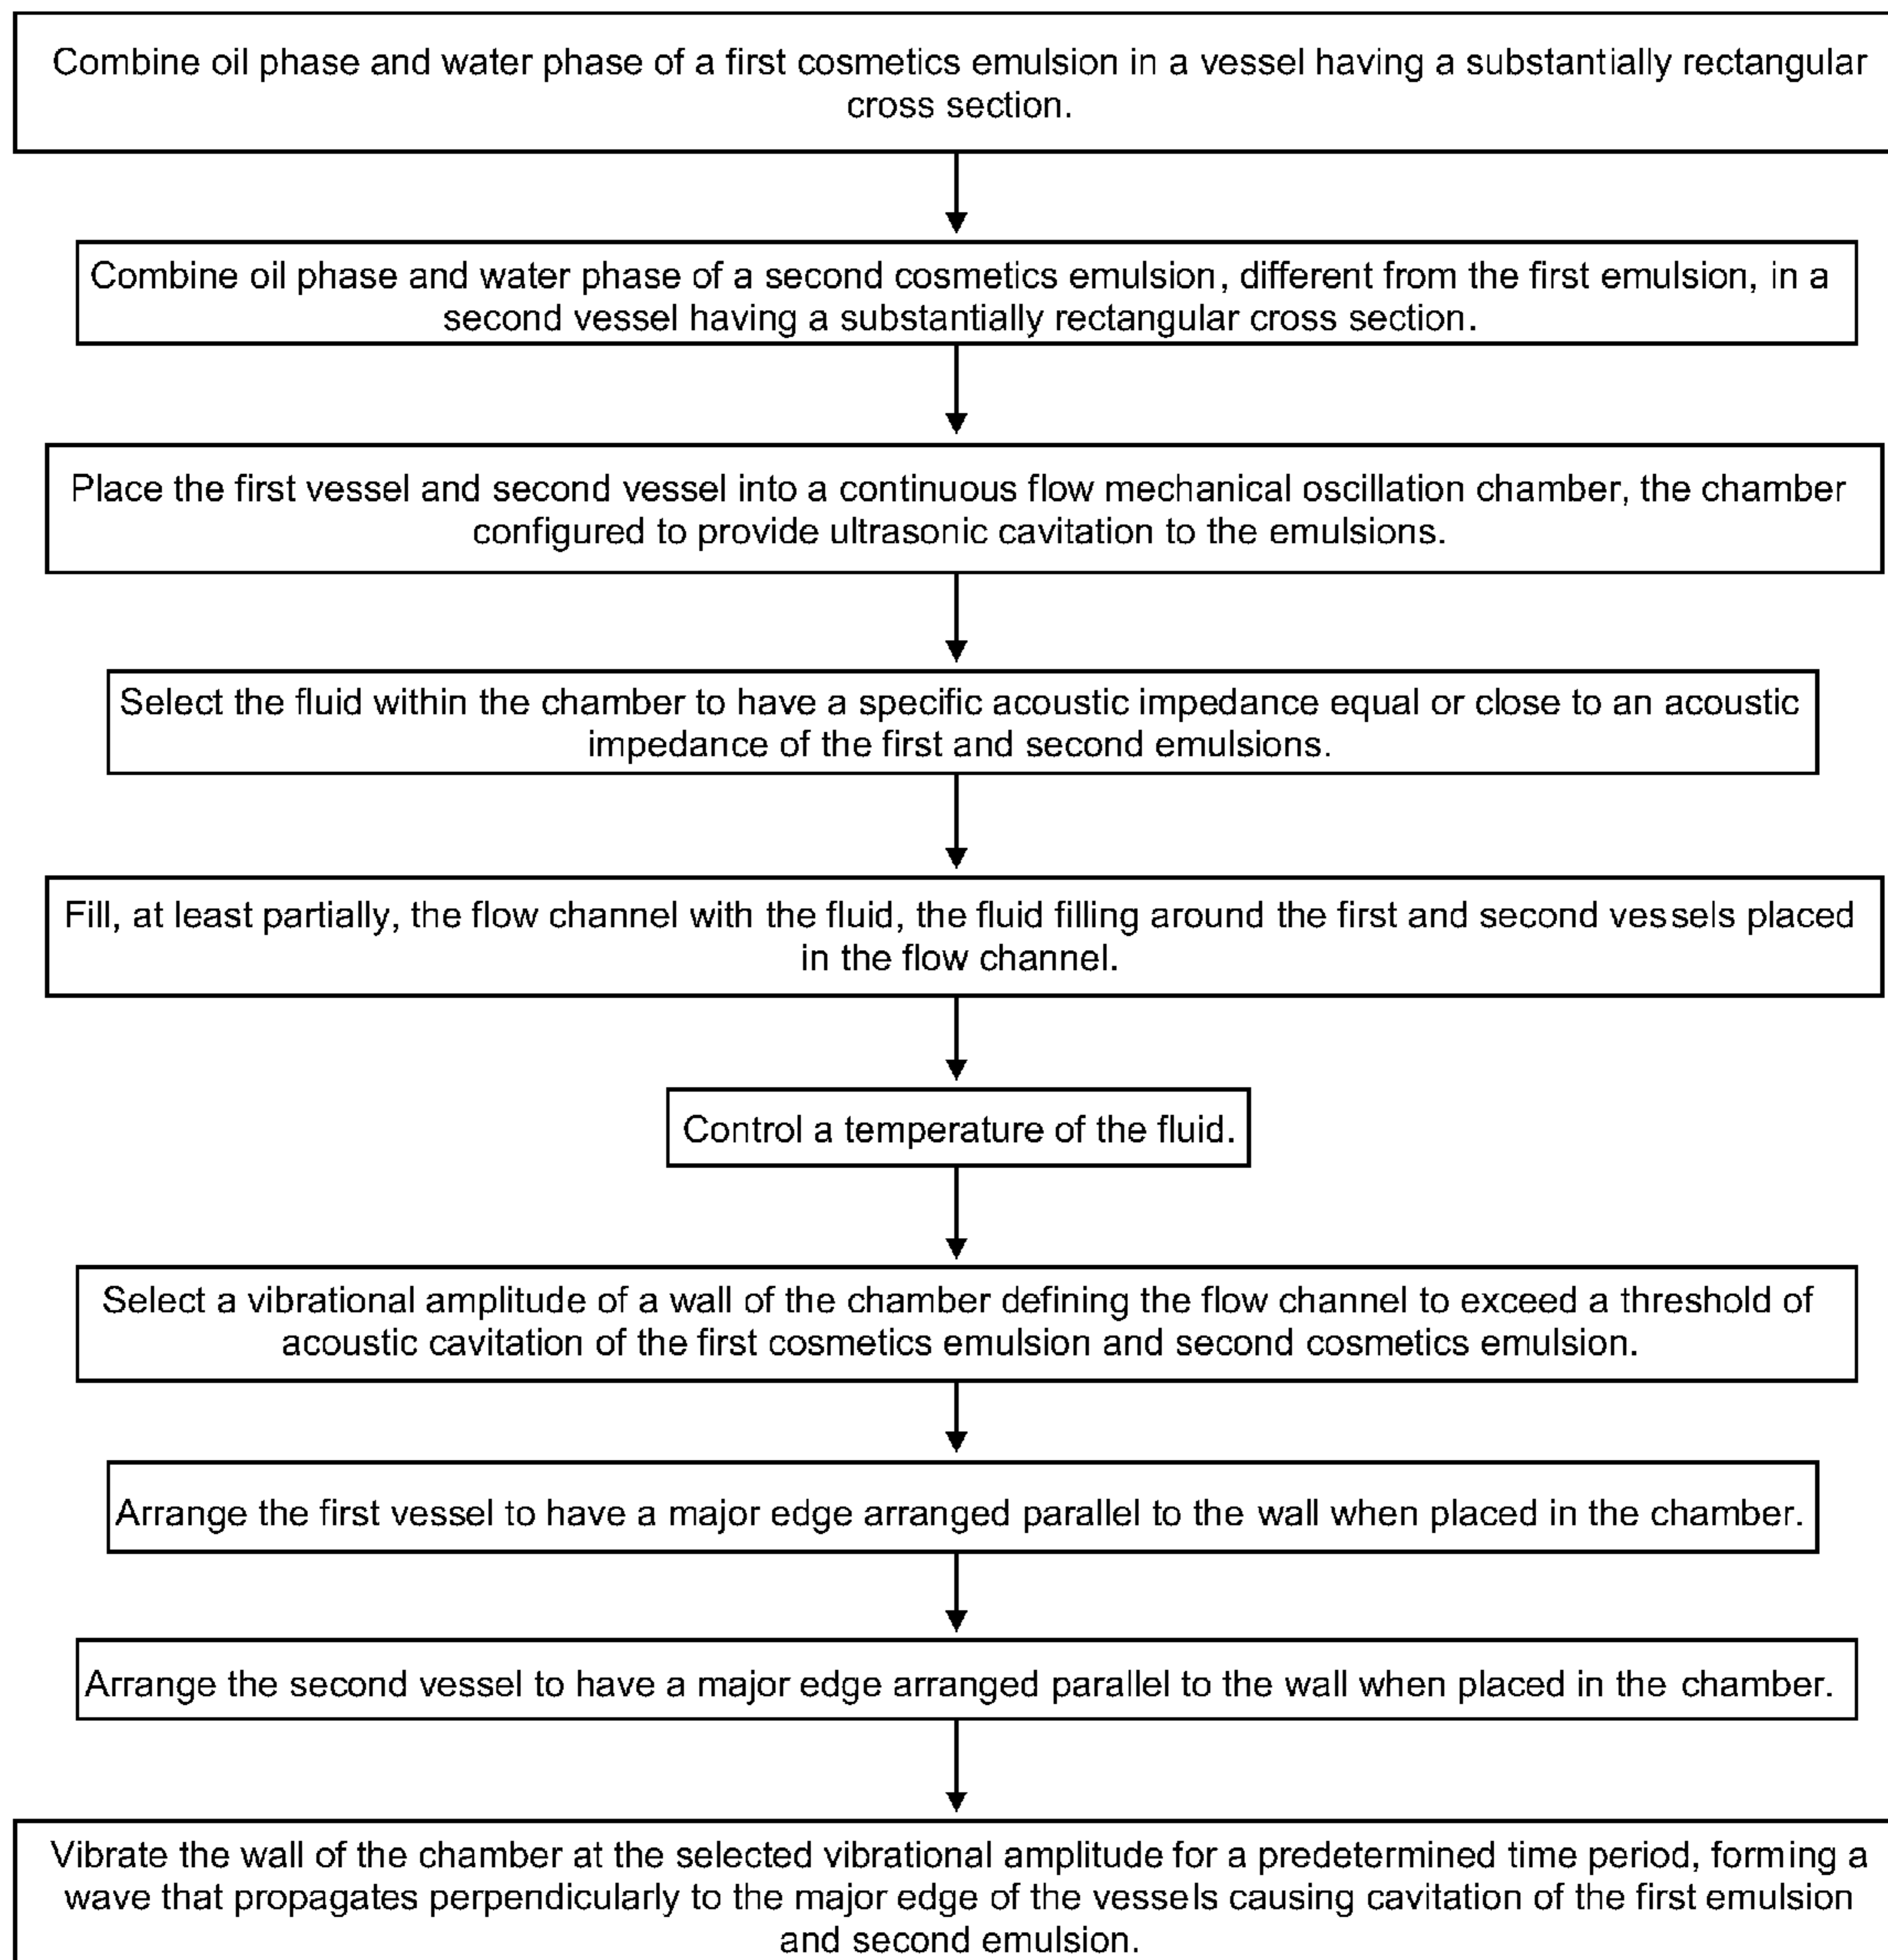 Combine oil phase and water phase of a first cosmetics emulsion in a vessel having a substantially rectangular
cross section.
Combine oil phase and water phase of a second cosmetics emulsion, different from the first emulsion, in a
second vessel having a substantially rectangular cross section.
Place the first vessel and second vessel into a continuous flow mechanical oscillation chamber, the chamber
configured to provide ultrasonic cavitation to the emulsions.
Select the fluid within the chamber to have a specific acoustic impedance equal or close to an acoustic
impedance of the first and second emulsions.
Fill, at least partially, the flow channel with the fluid, the fluid filling around the first and second vessels placed
in the flow channel.
Control a temperature of the fluid.
Select a vibrational amplitude of a wall of the chamber defining the flow channel to exceed a threshold of
acoustic cavitation of the first cosmetics emulsion and second cosmetics emulsion.
Arrange the first vessel to have a major edge arranged parallel to the wall when placed in the chamber.
Arrange the second vessel to have a major edge arranged parallel to the wall when placed in the chamber.
Vibrate the wall of the chamber at the selected vibrational amplitude for a predetermined time period, forming a
wave that propagates perpendicularly to the major edge of the vessels causing cavitation of the first emulsion
and second emulsion.